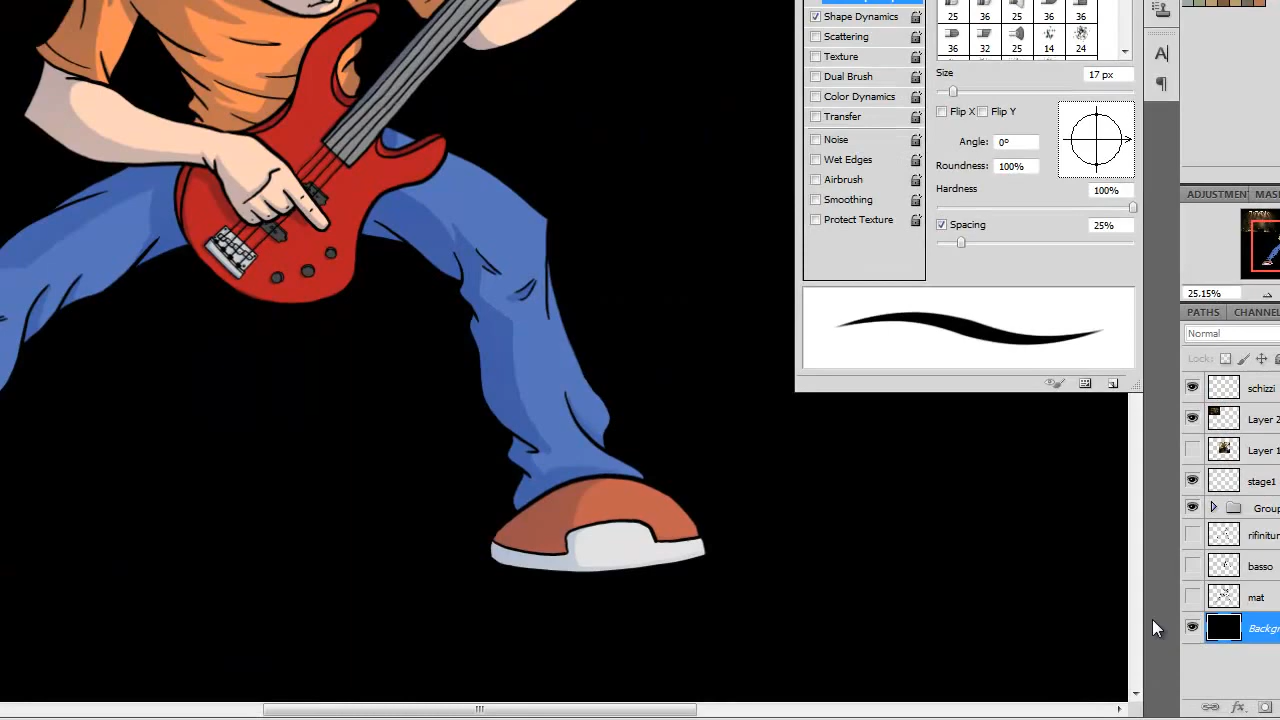 Shape Dynamics
Scattering
Texture
Dual Brush
Color Dynamics
Transfer
Noise
Wet Edges
Airbrush
Smoothing
Protect Texture
25 36 25 36 36
36 32 25 14 24
Size 17 px
Flip X Flip Y
Angle: 0°
Roundness: 100%
Hardness
100%
Spacing 25%
A
¶
ADJUSTMEN MAS
25.15%
PATHS CHANNEL
Normal
Lock:
schizzi
Layer 2
Layer 1
stage1
Group
rifinitur
basso
mat
Backgr
fx